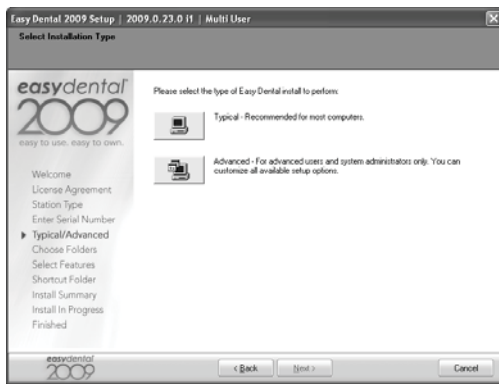 Easy Dental 2009 Setup | 2009.0.23.0 i1 | Multi User
Select Installation Type
easydental
2009
easy to use. easy to own.
Please select the type of Easy Dental install to perform:
Typical - Recommended for most computers.
Advanced - For advanced users and system administrators only. You can
customize all available setup options.
Welcome
License Agreement
Station Type
Enter Serial Number
Typical/Advanced
Choose Folders
Select Features
Shortcut Folder
Install Summary
Install In Progress
Finished
easydental
2009
< Back
Next >
Cancel